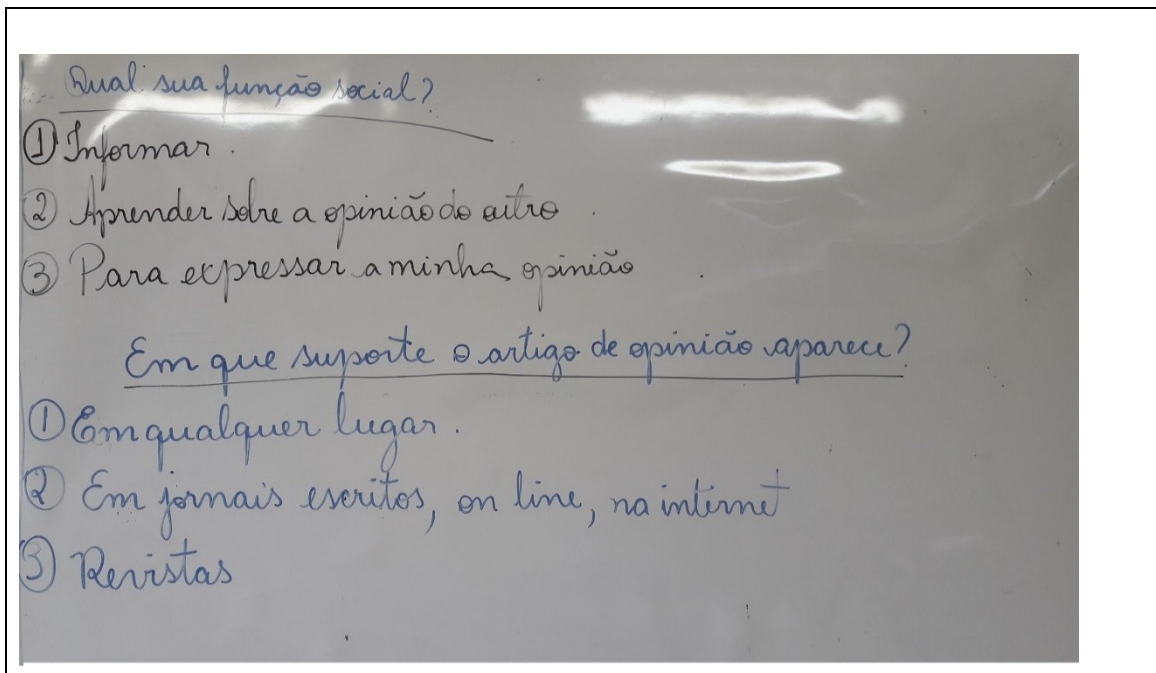 Qual sua função social?
① Informar.
② Aprender sobre a opinião do outro.
③ Para expressar a minha opinião
Em que suporte o artigo de opinião aparece?
① Em qualquer lugar.
② Em jornais escritos, on line, na internet
③ Revistas